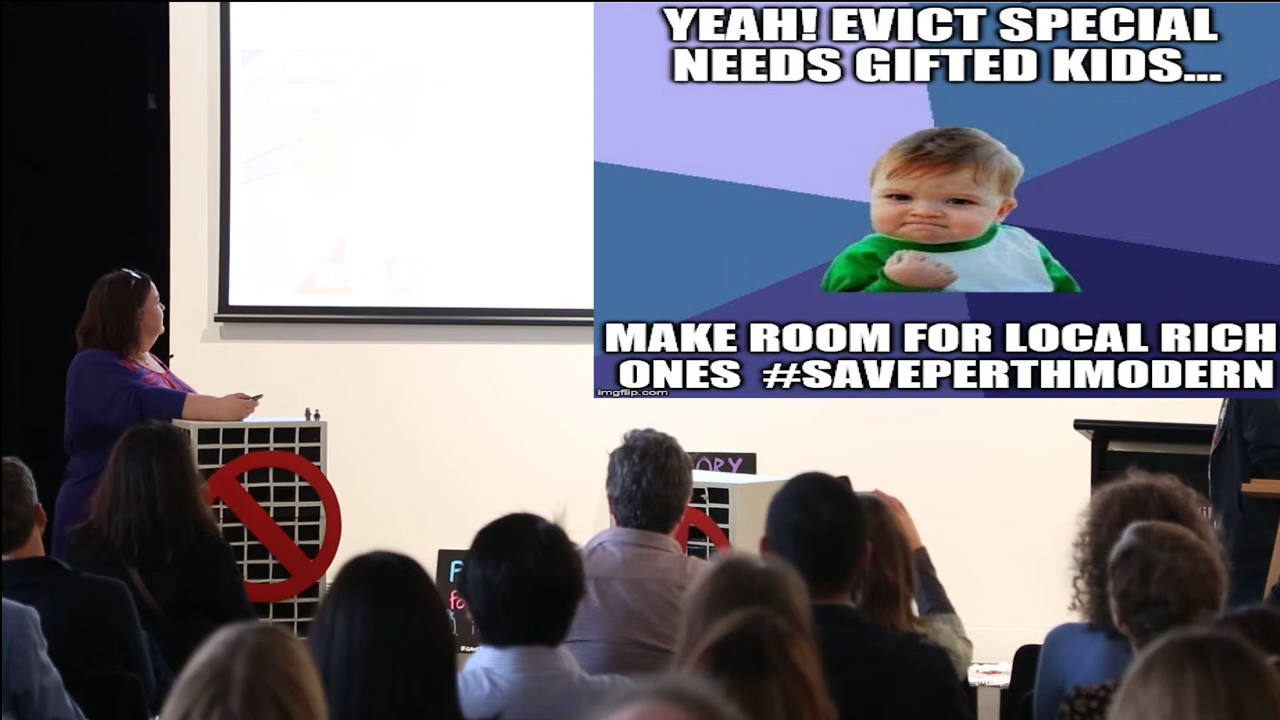 YEAH! EVICT SPECIAL
NEEDS GIFTED KIDS...
MAKE ROOM FOR LOCAL RICH
ONES #SAVEPERTHMODERN
imgflip.com
ORY